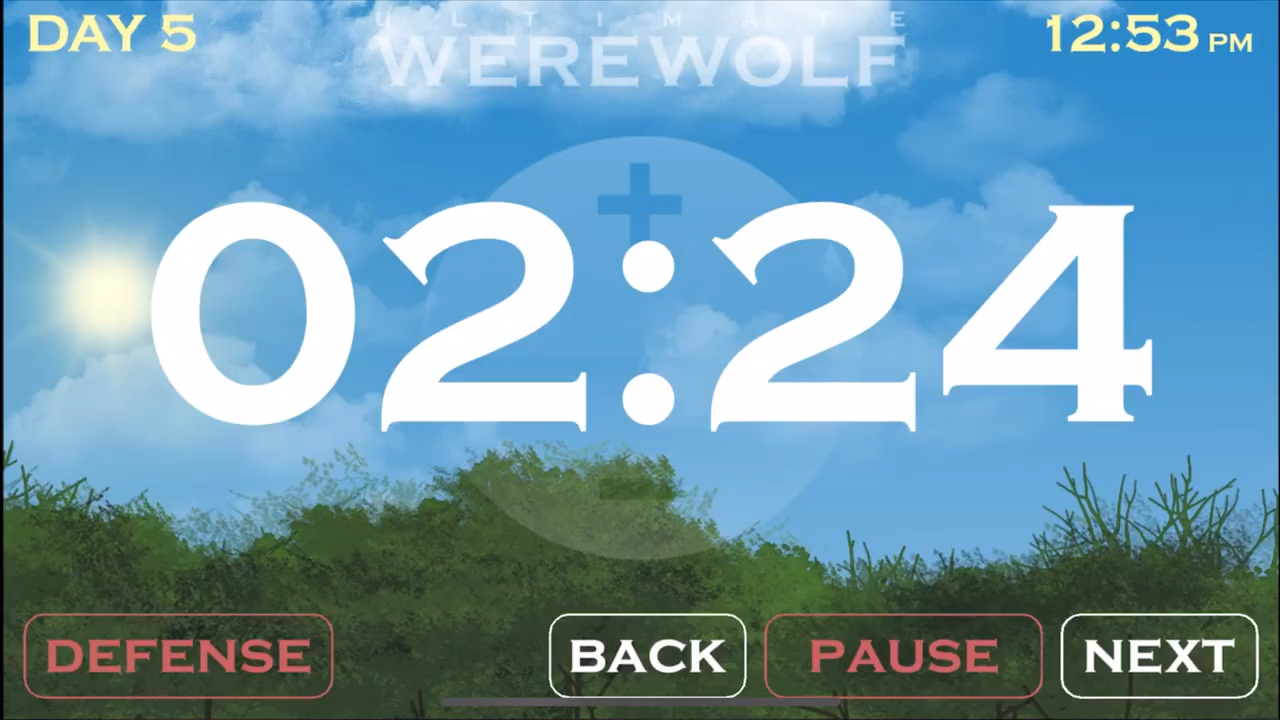 DAY 5
ULTIMATE
WEREWOLF
12:53 PM
02:24
DEFENSE
BACK
PAUSE
NEXT